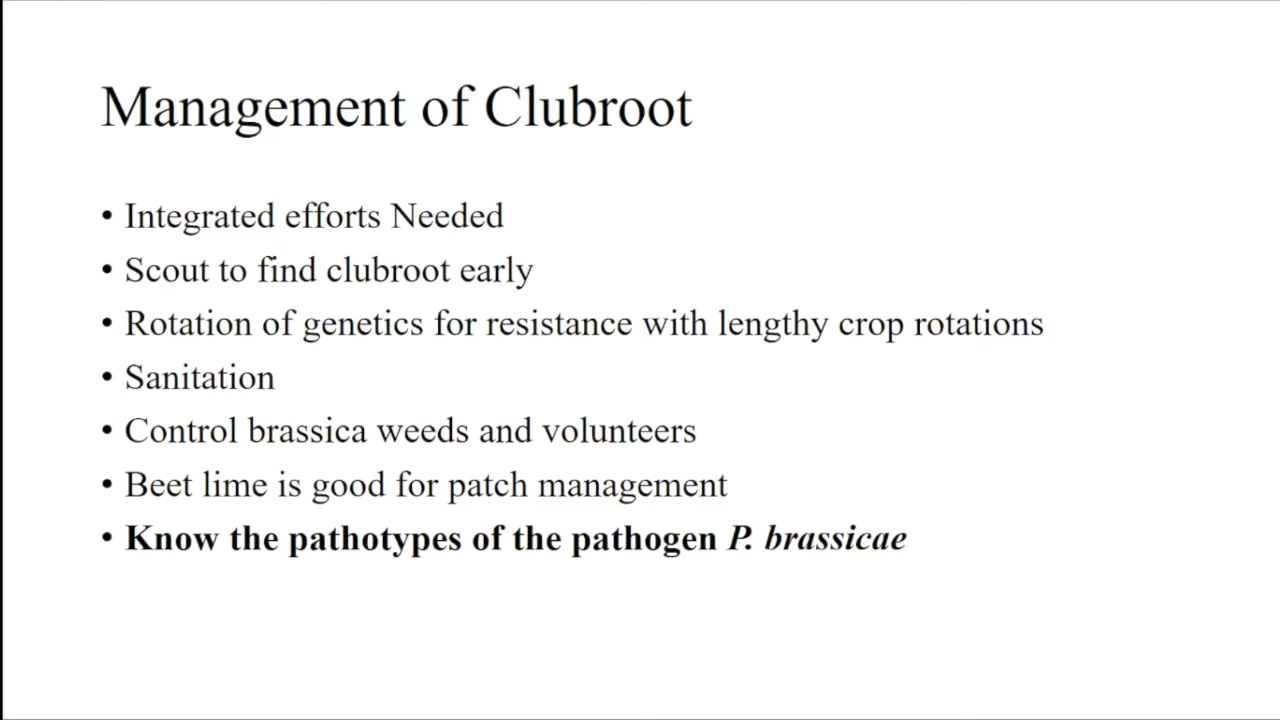 Management of Clubroot
• Integrated efforts Needed
• Scout to find clubroot early
• Rotation of genetics for resistance with lengthy crop rotations
• Sanitation
• Control brassica weeds and volunteers
• Beet lime is good for patch management
• Know the pathotypes of the pathogen P. brassicae